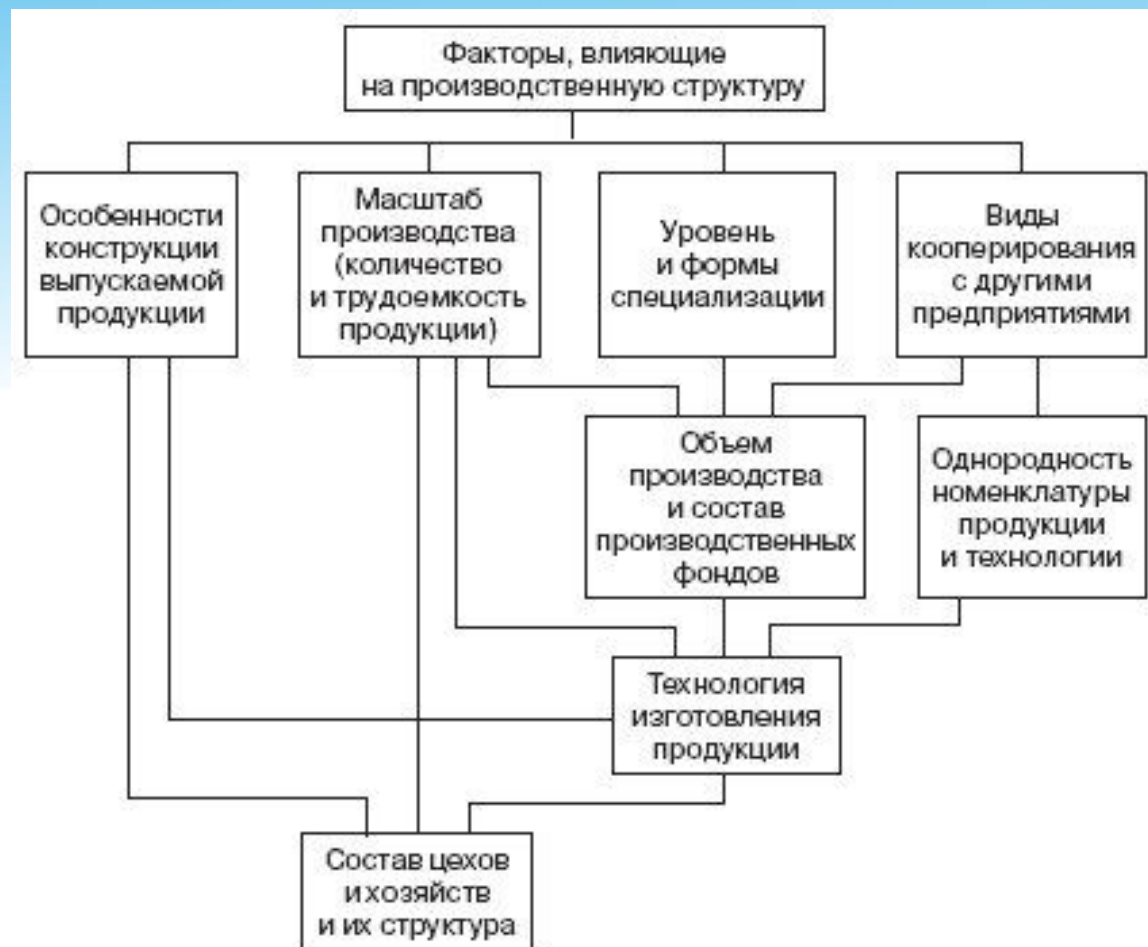 Факторы, влияющие
на производственную структуру
Особенности
конструкции
выпускаемой
продукции
Масштаб
производства
(количество
и трудоемкость
продукции)
Уровень
и формы
специализации
Виды
кооперирования
с другими
предприятиями
Объем
производства
и состав
производственных
фондов
Однородность
номенклатуры
продукции
и технологии
Технология
изготовления
продукции
Состав цехов
и хозяйств
и их структура